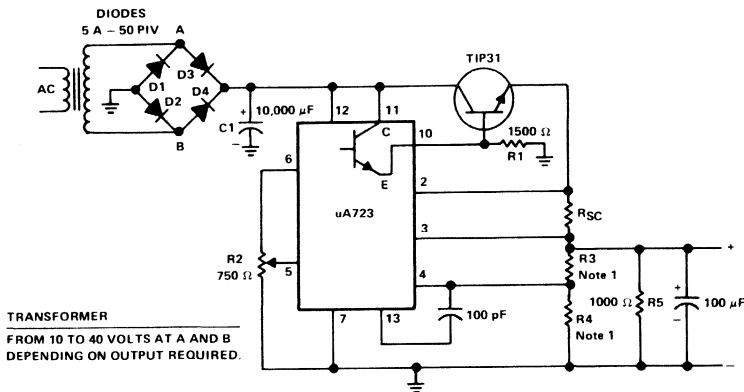 DIODES
5 A – 50 PIV
A
TIP31
AC
D1
D3
D2
D4
B
+
10,000 µF
C1
–
12
11
C
10
1500 Ω
R1
E
6
2
uA723
RSC
3
+
R2
750 Ω
5
R3
Note 1
4
1000 Ω
R5
+
100 µF
–
100 pF
R4
Note 1
7
13
–
TRANSFORMER
FROM 10 TO 40 VOLTS AT A AND B
DEPENDING ON OUTPUT REQUIRED.